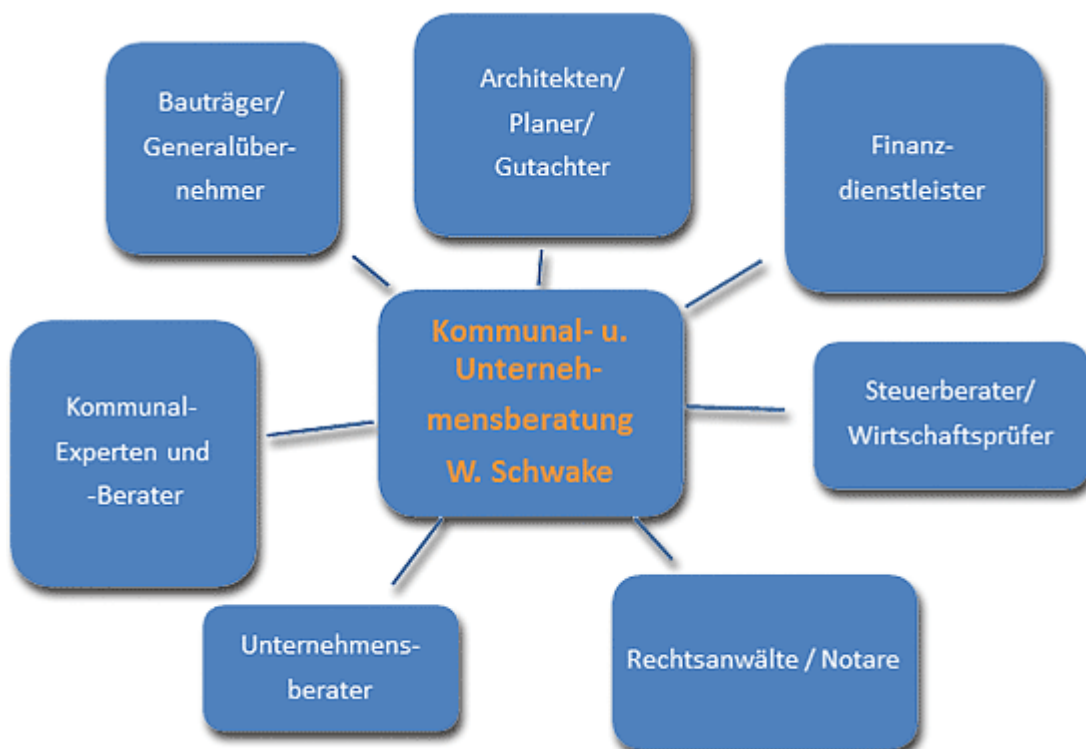 Bauträger/
Generalüber-
nehmer
Architekten/
Planer/
Gutachter
Finanz-
dienstleister
Kommunal- u.
Unterneh-
mensberatung
W. Schwake
Kommunal-
Experten und
-Berater
Steuerberater/
Wirtschaftsprüfer
Unternehmens-
berater
Rechtsanwälte / Notare